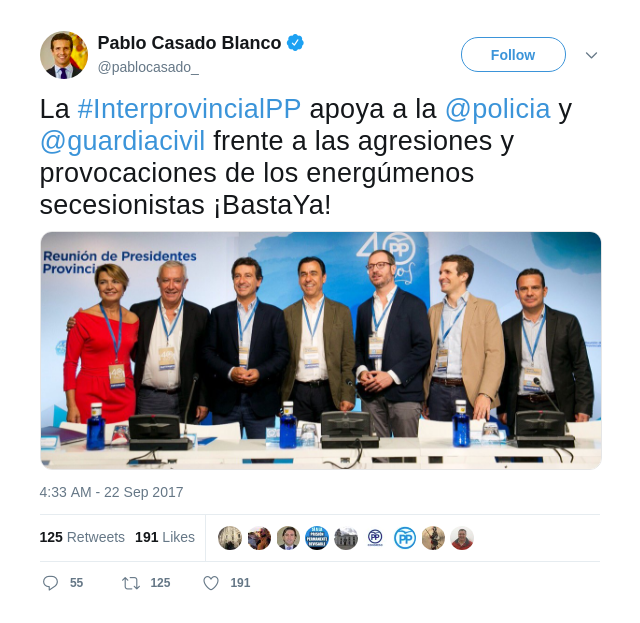 Pablo Casado Blanco
@pablocasado_
Follow
La #InterprovincialPP apoya a la @policia y
@guardiacivil frente a las agresiones y
provocaciones de los energúmenos
secesionistas ¡BastaYa!
Reunión de Presidentes
40
PP
4:33 AM - 22 Sep 2017
125 Retweets 191 Likes
PP
PP
55 125 191